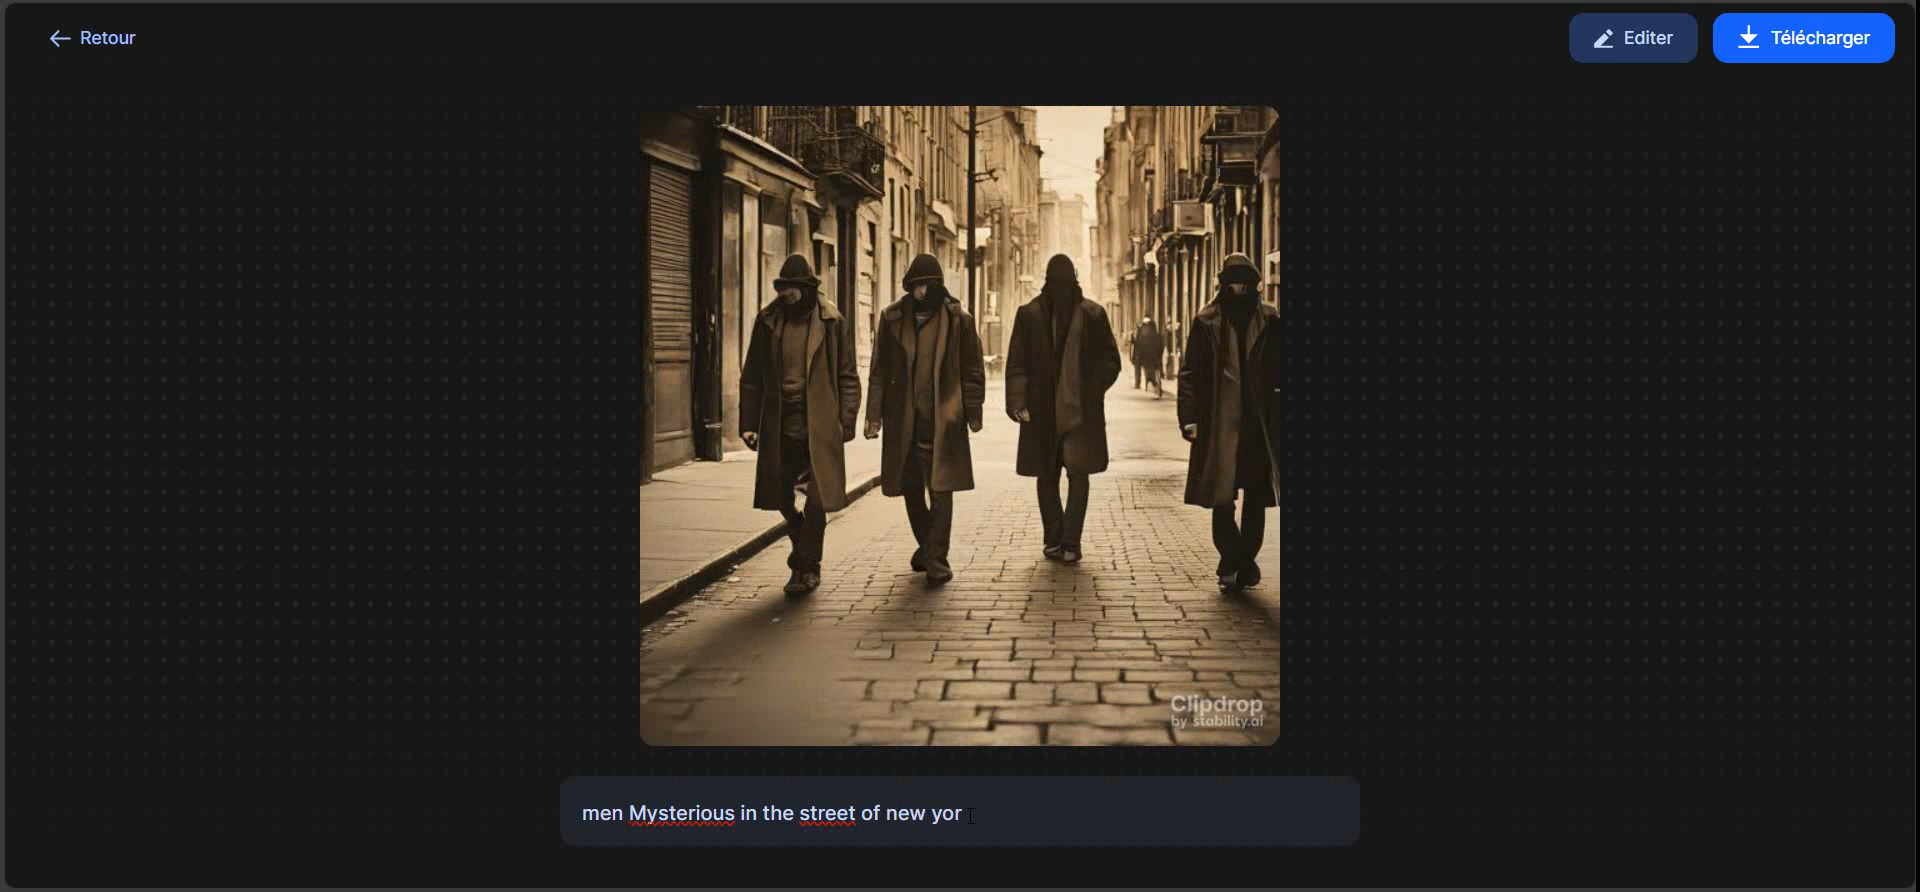 Retour
Editer
Télécharger
Clipdrop
by stability.ai
men Mysterious in the street of new yor